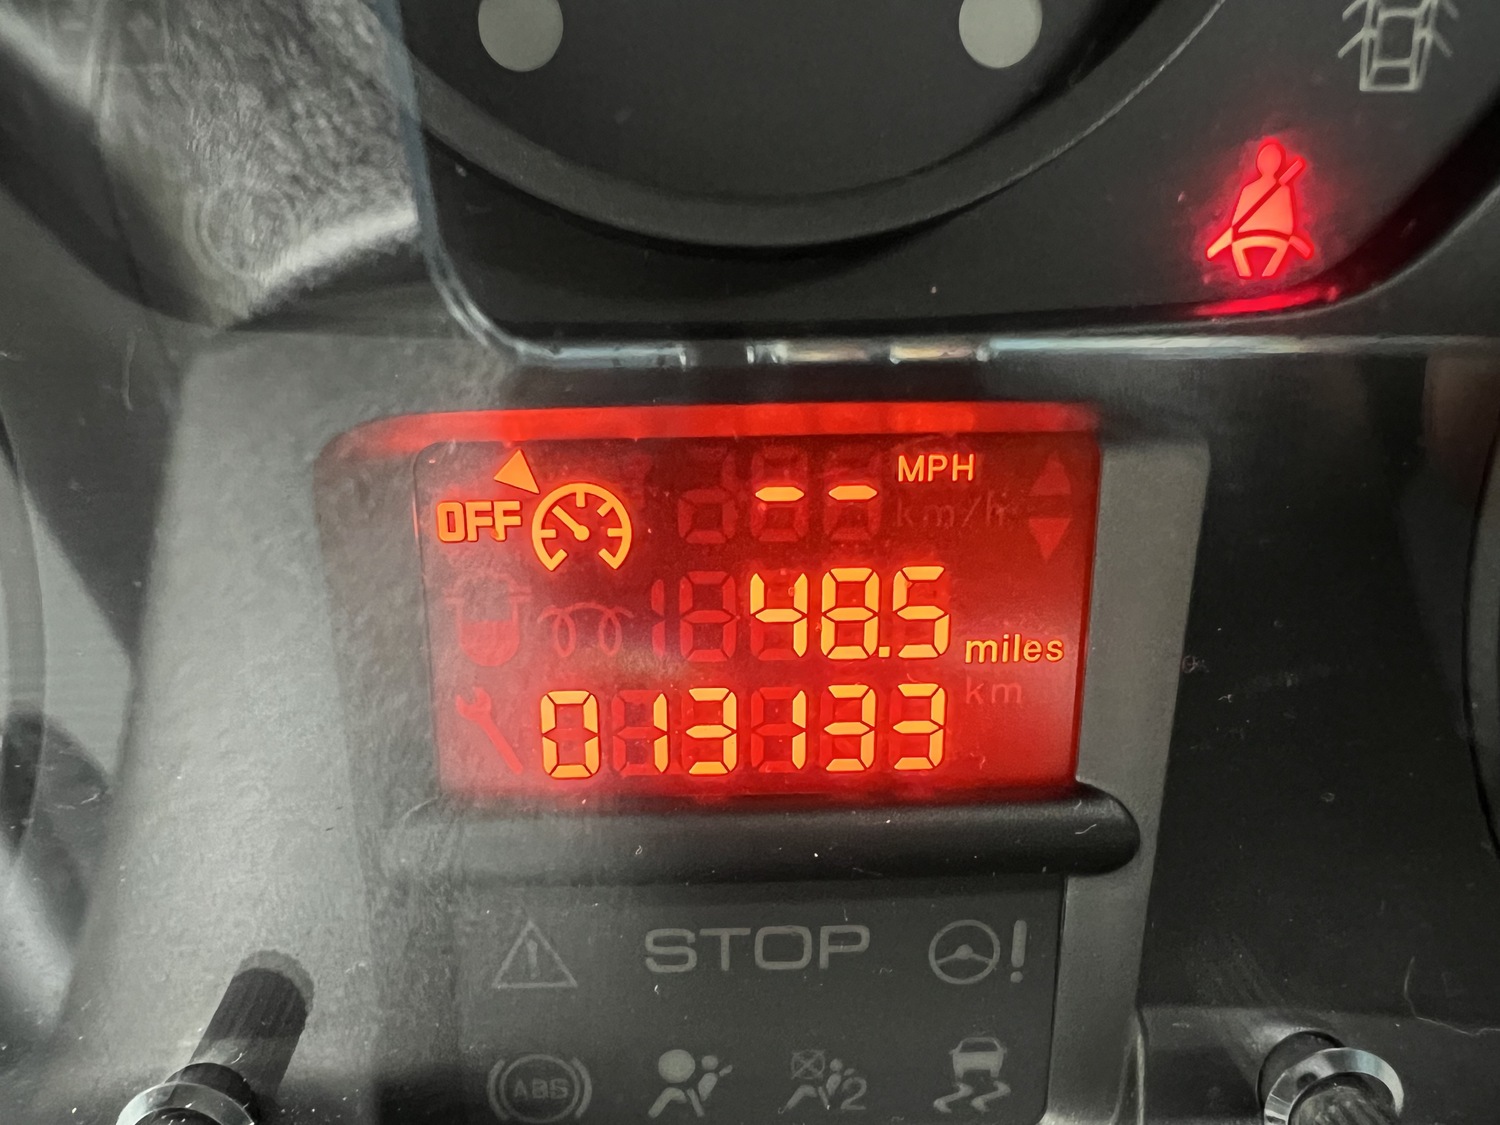 -- MPH
OFF km/h
48.5 miles
013133 km
STOP !
ABS 2